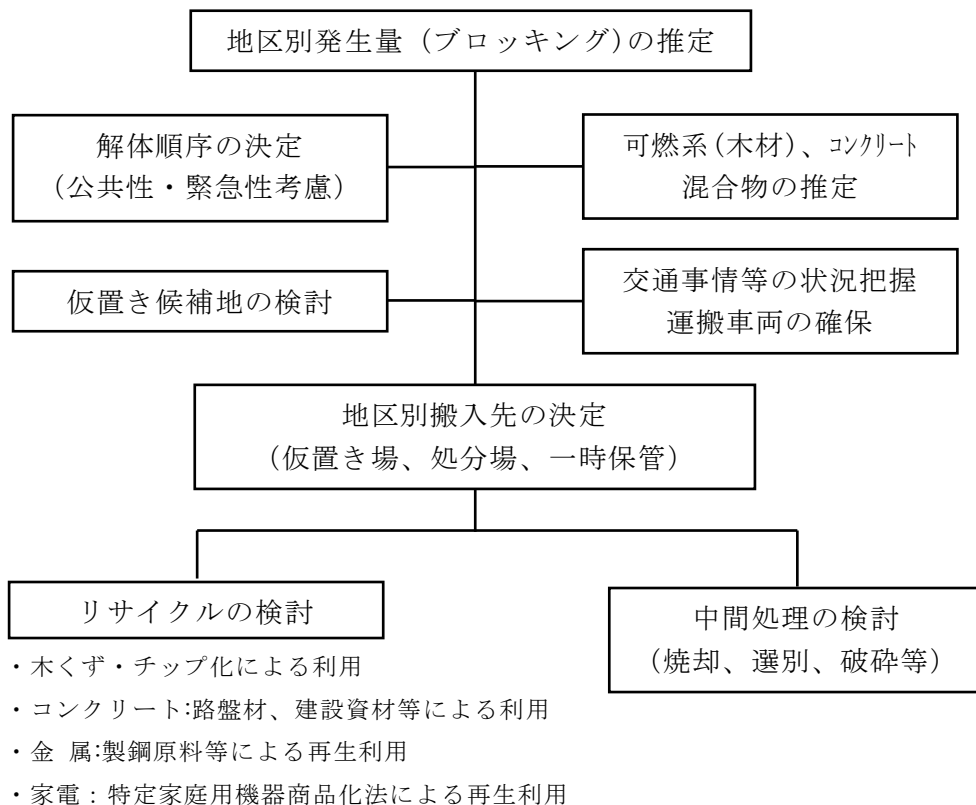 地区別発生量(ブロッキング)の推定
解体順序の決定
(公共性・緊急性考慮)
可燃系(木材)、コンクリート
混合物の推定
仮置き候補地の検討
交通事情等の状況把握
運搬車両の確保
地区別搬入先の決定
(仮置き場、処分場、一時保管)
リサイクルの検討
中間処理の検討
(焼却、選別、破砕等)
・木くず・チップ化による利用
・コンクリート:路盤材、建設資材等による利用
・金 属:製鋼原料等による再生利用
・家電：特定家庭用機器商品化法による再生利用